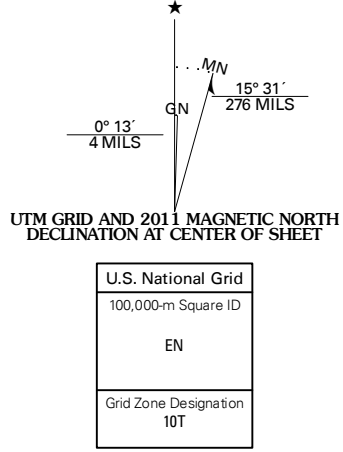 ★
MN
15° 31´
276 MILS
GN
0° 13´
4 MILS
UTM GRID AND 2011 MAGNETIC NORTH
DECLINATION AT CENTER OF SHEET
U.S. National Grid
100,000-m Square ID
EN
Grid Zone Designation
10T